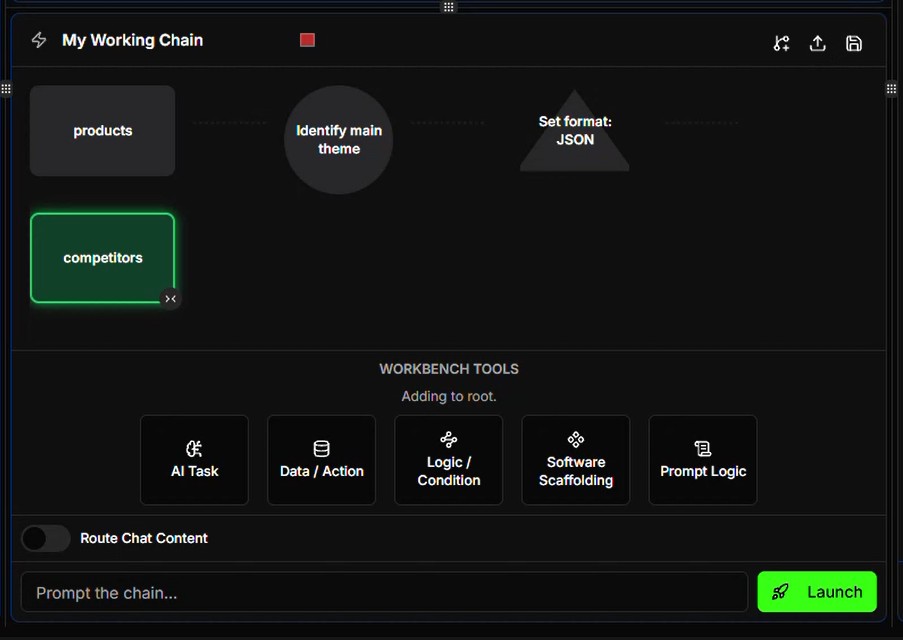 My Working Chain
products
Identify main
theme
Set format:
JSON
competitors
WORKBENCH TOOLS
Adding to root.
AI Task
Data / Action
Logic /
Condition
Software
Scaffolding
Prompt Logic
Route Chat Content
Prompt the chain...
Launch